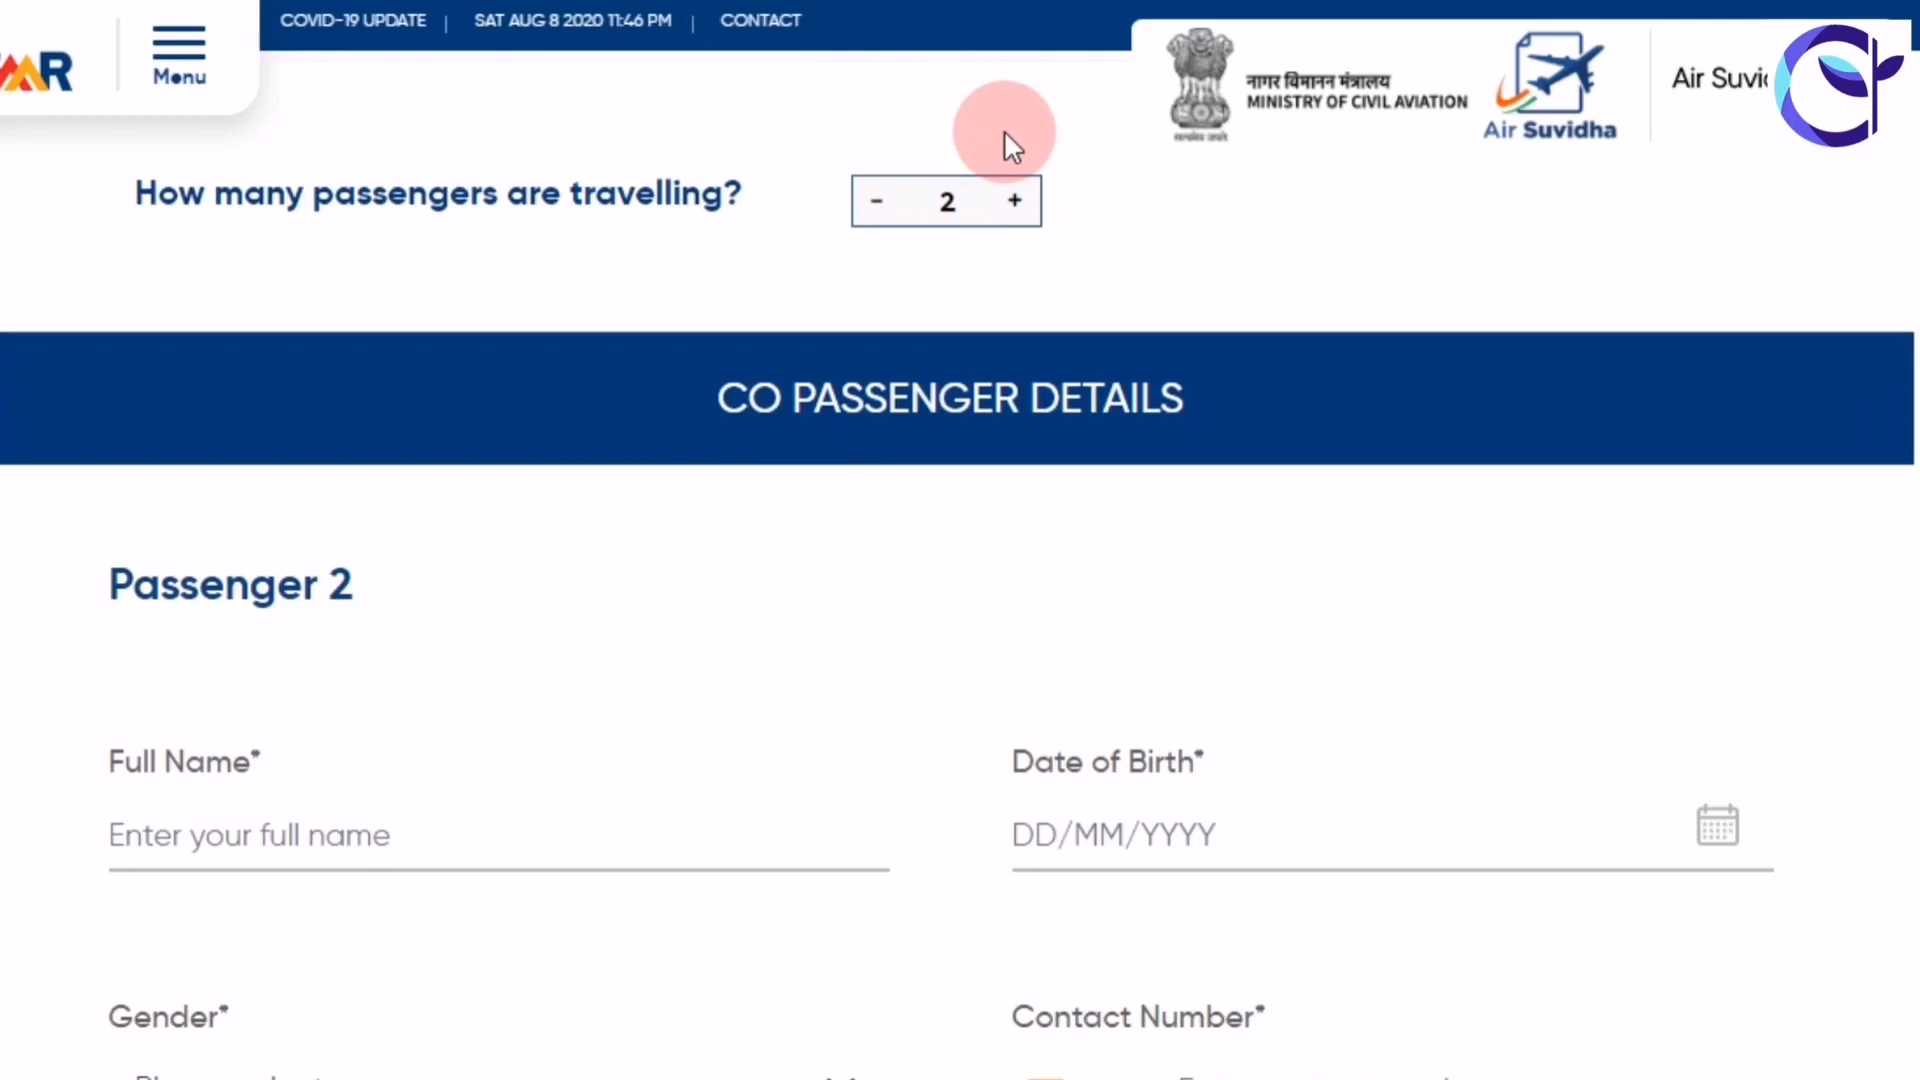 COVID-19 UPDATE | SAT AUG 8 2020 11:46 PM | CONTACT
Menu
नागर विमानन मंत्रालय
MINISTRY OF CIVIL AVIATION
Air Suvidha
Air Suvi
How many passengers are travelling?
- 2 +
CO PASSENGER DETAILS
Passenger 2
Full Name*
Date of Birth*
Enter your full name
DD/MM/YYYY
Gender*
Contact Number*